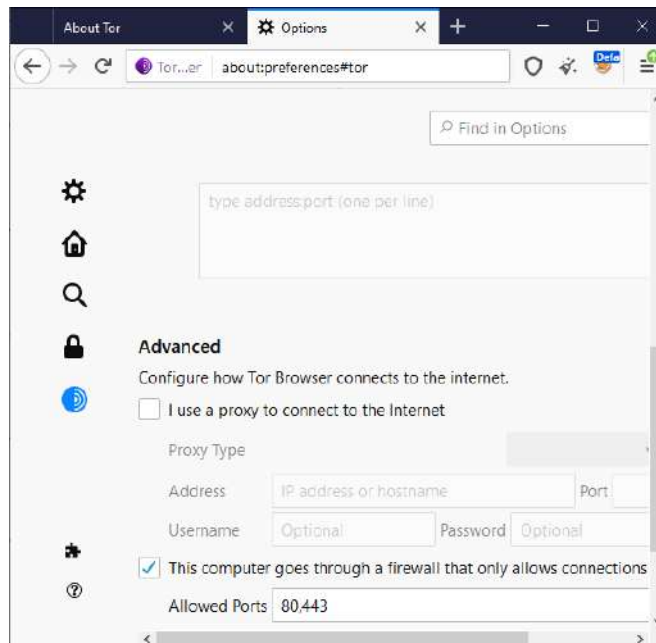 About Tor
Options
Tor...er about:preferences#tor
Defa
Find in Options
type address:port (one per line)
Advanced
Configure how Tor Browser connects to the internet.
I use a proxy to connect to the Internet
Proxy Type
Address IP address or hostname Port
Username Optional Password Optional
This computer goes through a firewall that only allows connections
Allowed Ports 80,443